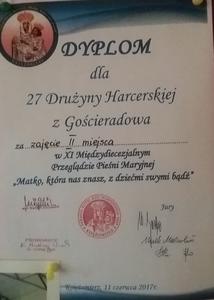 DYPLOM
dla
27 Drużyny Harcerskiej
z Gościeradowa
za zajęcie II miejsca
w XI Międzydiecezjalnym
Przeglądzie Pieśni Maryjnej
„Matko, która nas znasz, z dziećmi swymi bądź”
Jury
11 czerwca 2017r.